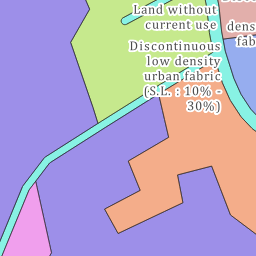 Land without
current use
Discontinuous
low density
urban fabric
(S.L. : 10% -
30%)
dens
fab